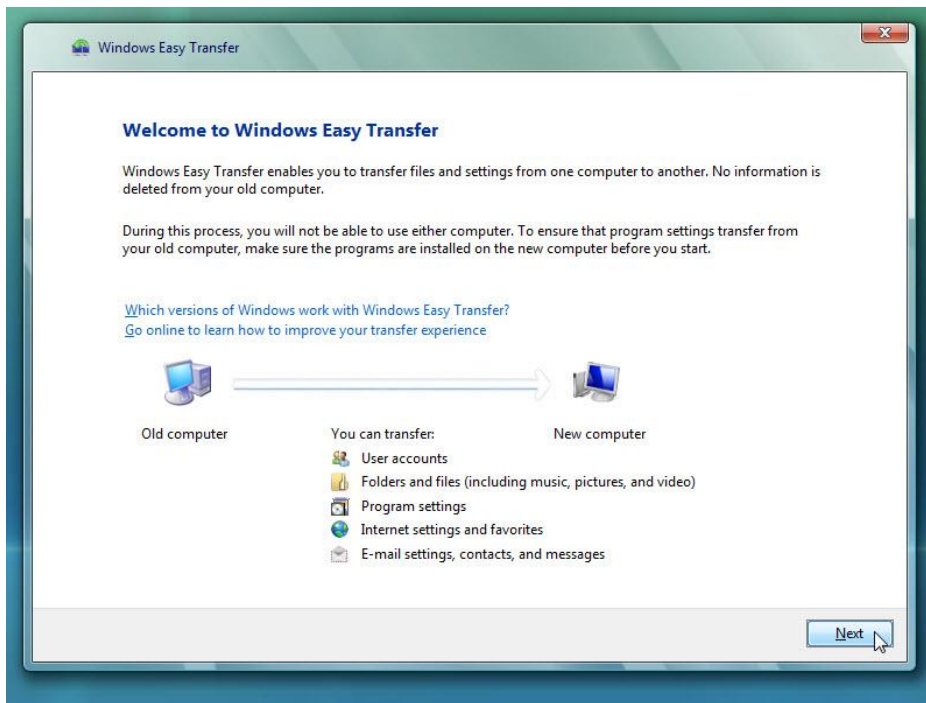 Windows Easy Transfer
Welcome to Windows Easy Transfer
Windows Easy Transfer enables you to transfer files and settings from one computer to another. No information is
deleted from your old computer.
During this process, you will not be able to use either computer. To ensure that program settings transfer from
your old computer, make sure the programs are installed on the new computer before you start.
Which versions of Windows work with Windows Easy Transfer?
Go online to learn how to improve your transfer experience
Old computer
You can transfer:
New computer
User accounts
Folders and files (including music, pictures, and video)
Program settings
Internet settings and favorites
E-mail settings, contacts, and messages
Next